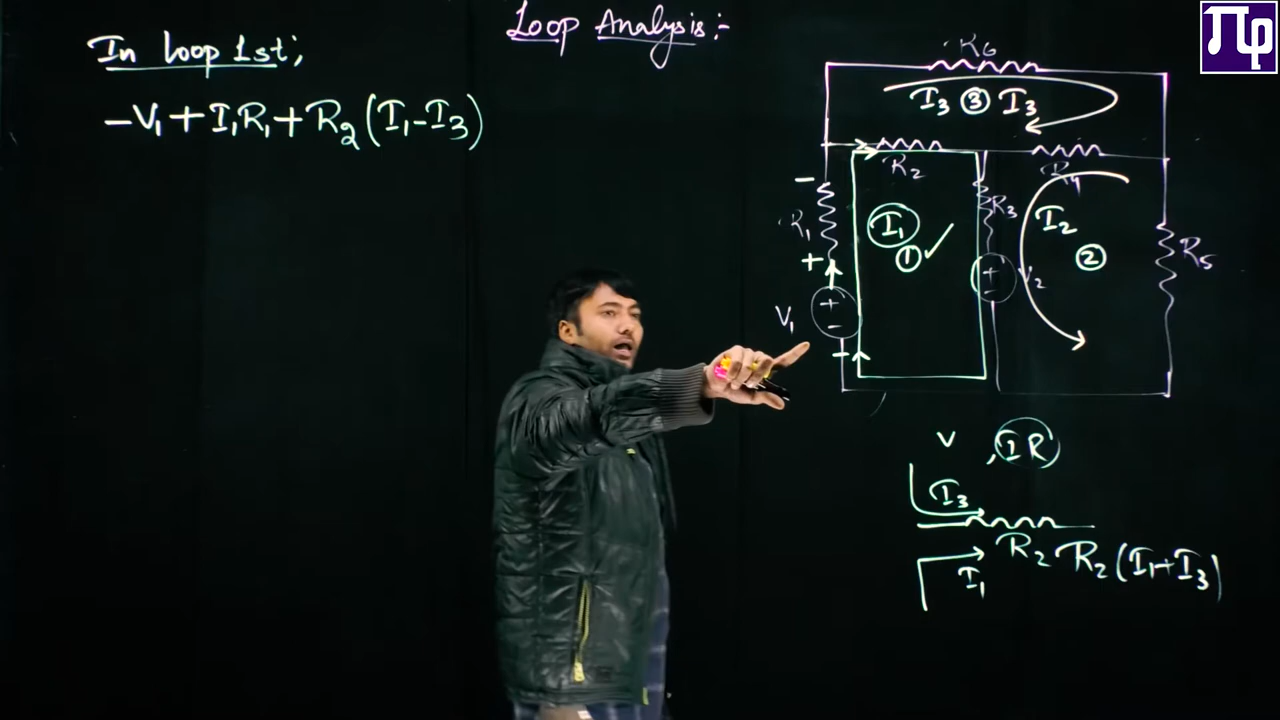 Loop Analysis:-
In loop 1st;
-V₁ + I₁R₁ + R₂(I₁-I₃)
R₆
I₃ ③ I₃
R₂
R₄
-
R₁
+
I₁
①
R₃
I₂
②
R₅
V₁
+
-
-
+
-
V₂
V , IR
I₃
R₂ R₂(I₁+I₃)
I₁
πφ